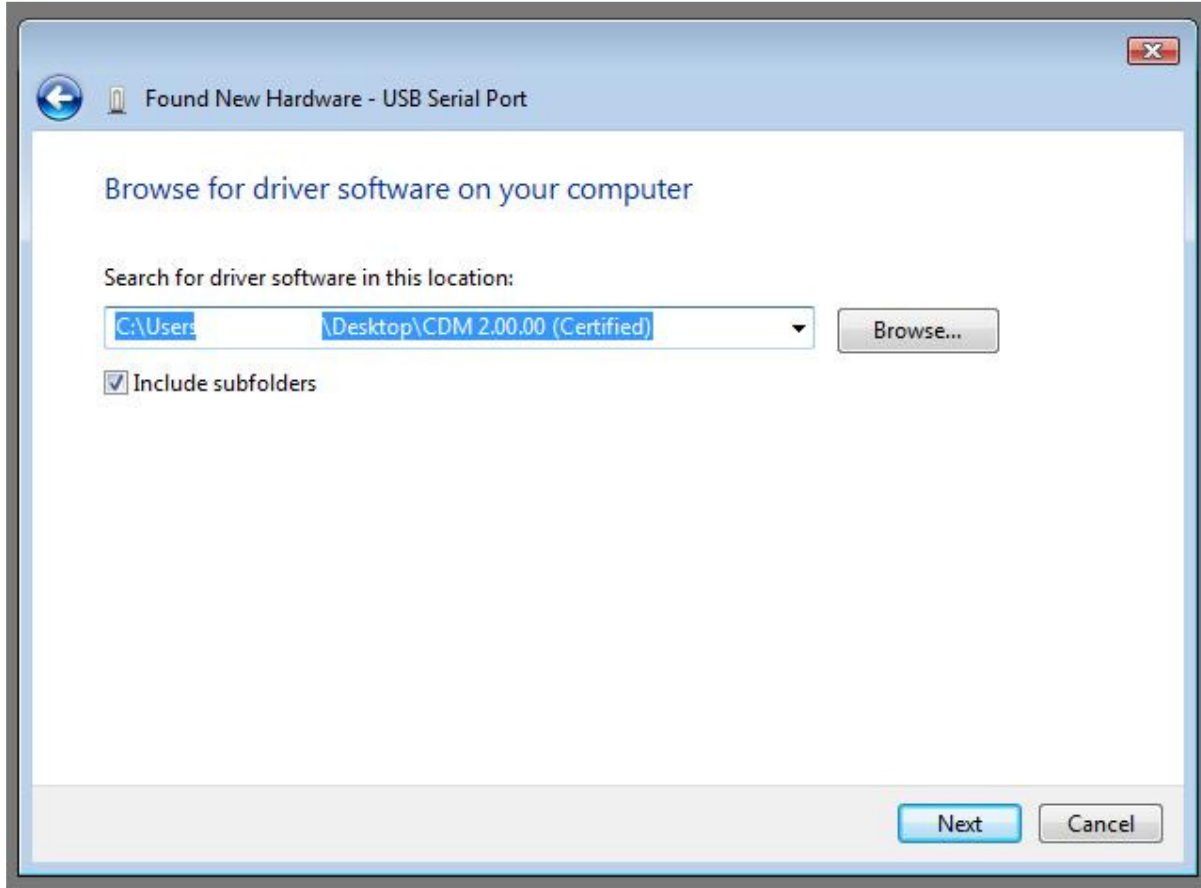 Found New Hardware - USB Serial Port
Browse for driver software on your computer
Search for driver software in this location:
C:\Users \Desktop\CDM 2.00.00 (Certified)
Browse...
Include subfolders
Next Cancel